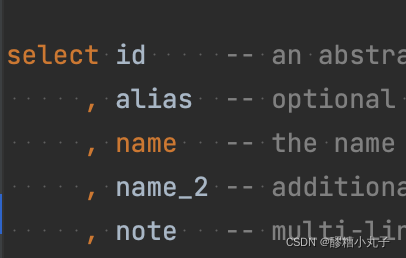 select id -- an abstra
, alias -- optional
, name -- the name
, name_2 -- additiona
, note -- multi-lin
CSDN @醪糟小丸子